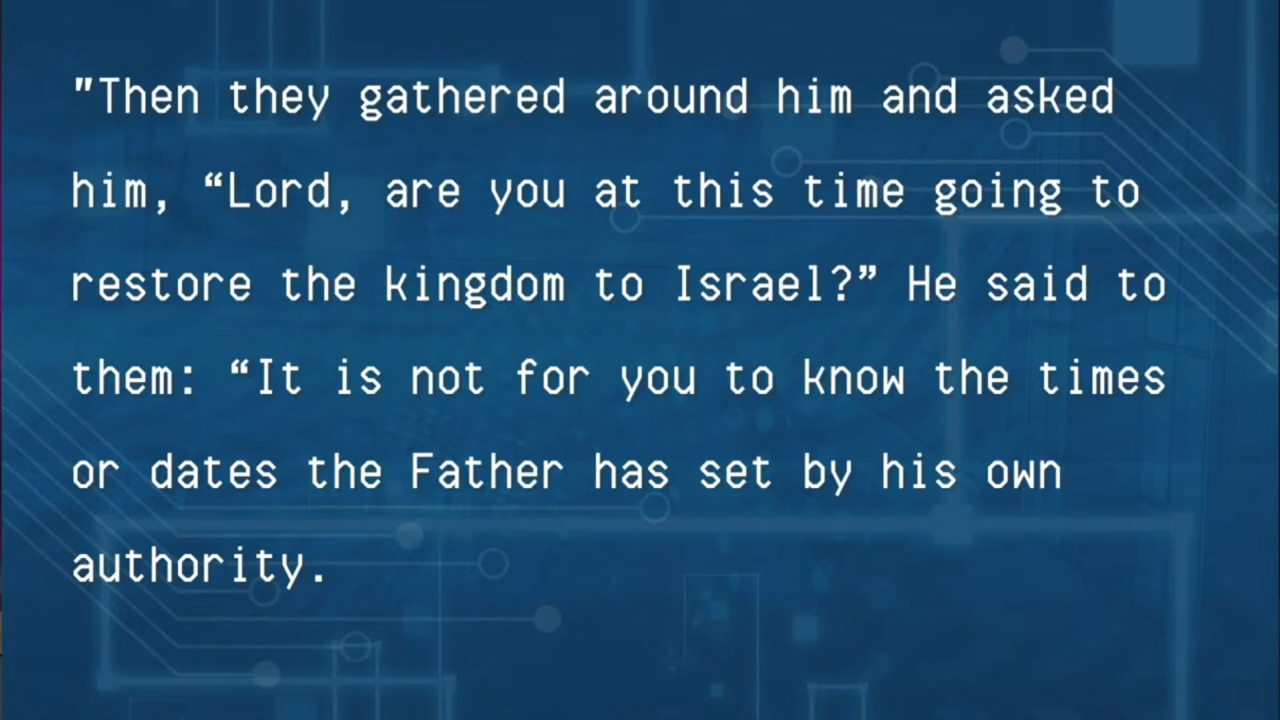 "Then they gathered around him and asked
him, “Lord, are you at this time going to
restore the kingdom to Israel?” He said to
them: “It is not for you to know the times
or dates the Father has set by his own
authority.